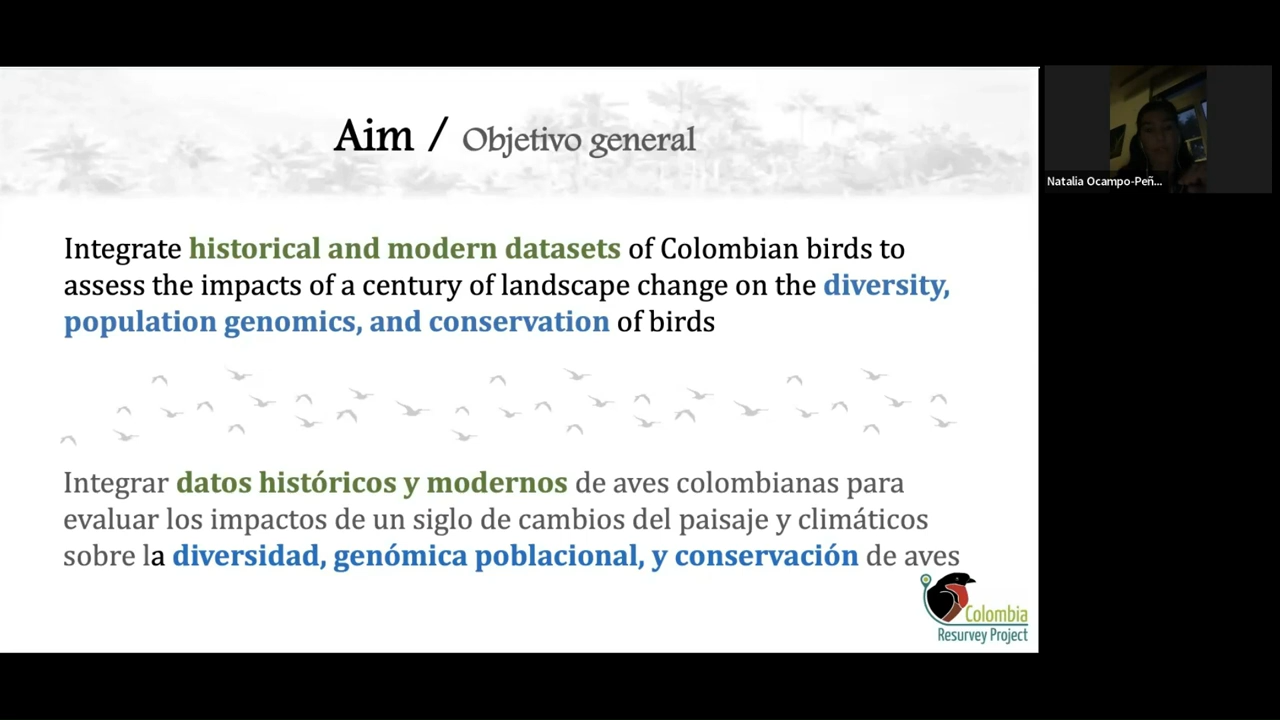 Aim / Objetivo general
Natalia Ocampo-Peñ...
Integrate historical and modern datasets of Colombian birds to
assess the impacts of a century of landscape change on the diversity,
population genomics, and conservation of birds
Integrar datos históricos y modernos de aves colombianas para
evaluar los impactos de un siglo de cambios del paisaje y climáticos
sobre la diversidad, genómica poblacional, y conservación de aves
Colombia
Resurvey Project